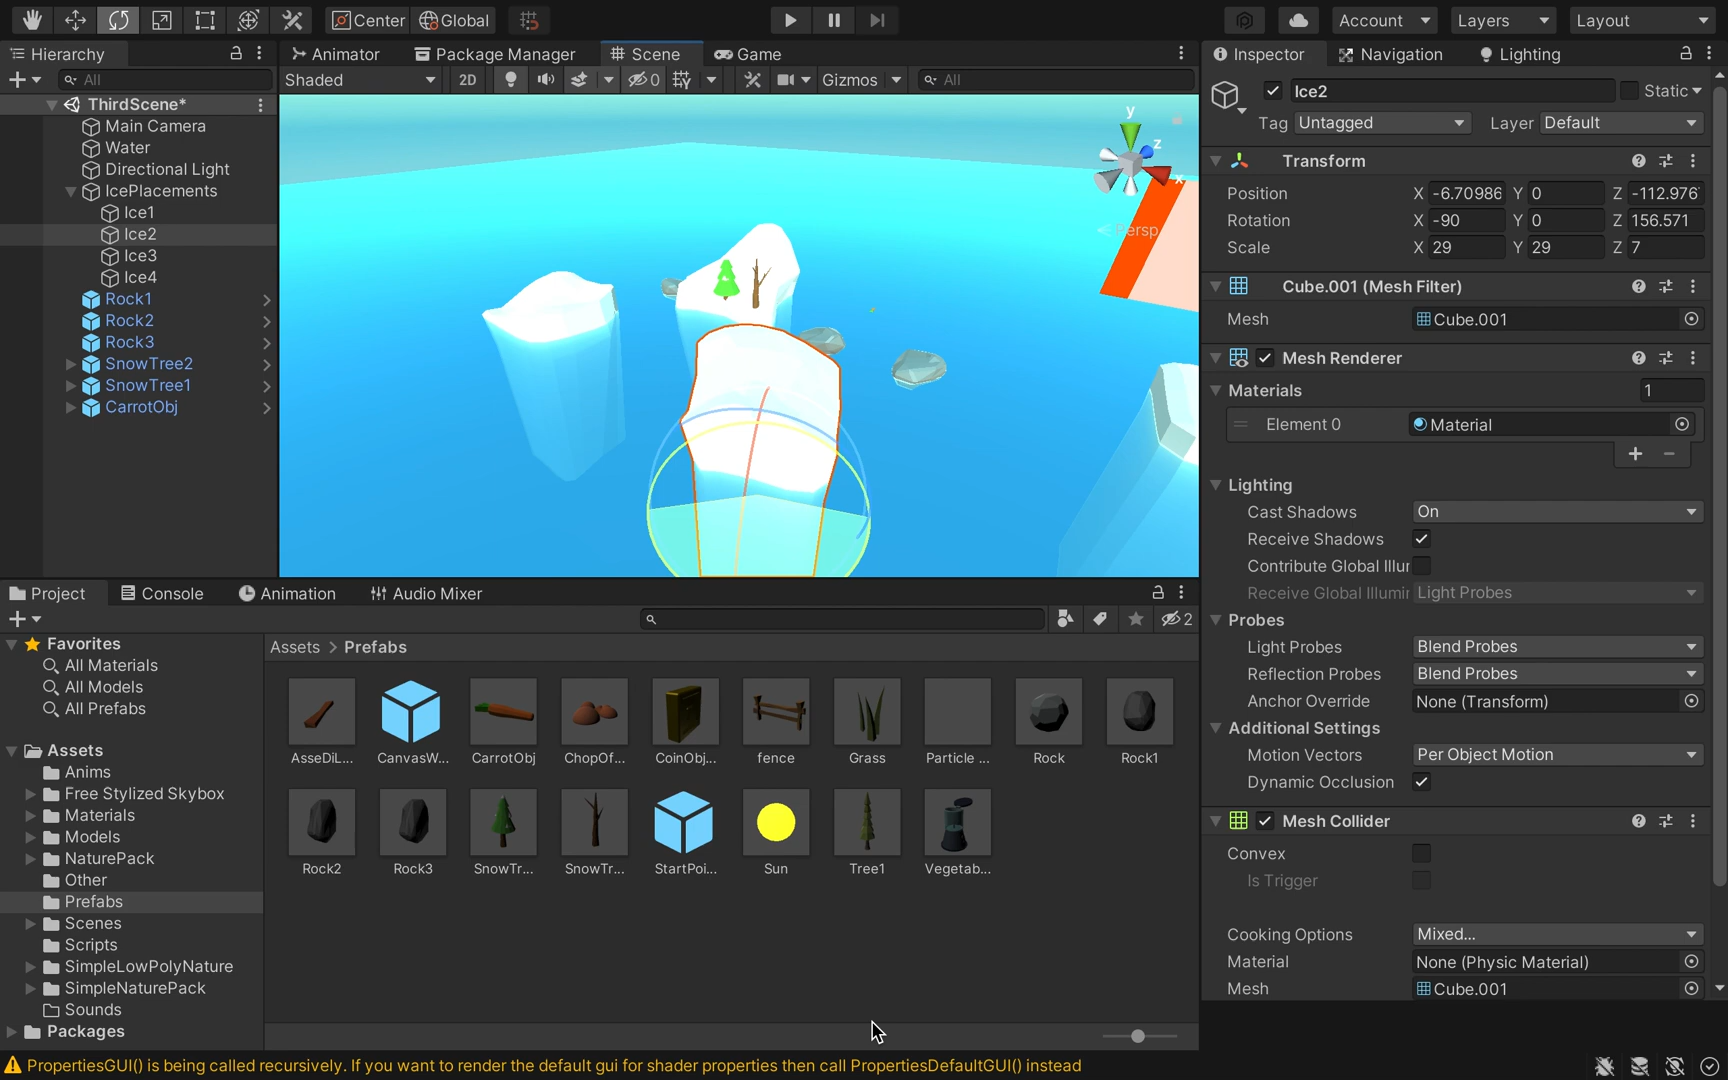 Center Global Account Layers Layout
Hierarchy Animator Package Manager Scene Game Inspector Navigation Lighting
All Shaded 2D 0 Gizmos All
ThirdScene*
Main Camera
Water
Directional Light
IcePlacements
Ice1
Ice2
Ice3
Ice4
Rock1
Rock2
Rock3
SnowTree2
SnowTree1
CarrotObj
y
z
x
Persp
Ice2 Static
Tag Untagged Layer Default
Transform
Position X -6.70986 Y 0 Z -112.976
Rotation X -90 Y 0 Z 156.571
Scale X 29 Y 29 Z 7
Cube.001 (Mesh Filter)
Mesh Cube.001
Mesh Renderer
Materials 1
Element 0 Material
Lighting
Cast Shadows On
Receive Shadows
Contribute Global Illur
Receive Global Illumir Light Probes
Probes
Light Probes Blend Probes
Reflection Probes Blend Probes
Anchor Override None (Transform)
Additional Settings
Motion Vectors Per Object Motion
Dynamic Occlusion
Mesh Collider
Convex
Is Trigger
Cooking Options Mixed...
Material None (Physic Material)
Mesh Cube.001
Project Console Animation Audio Mixer
2
Favorites
All Materials
All Models
All Prefabs
Assets
Anims
Free Stylized Skybox
Materials
Models
NaturePack
Other
Prefabs
Scenes
Scripts
SimpleLowPolyNature
SimpleNaturePack
Sounds
Packages
Assets > Prefabs
AsseDiL... CanvasW... CarrotObj ChopOf... CoinObj... fence Grass Particle ... Rock Rock1
Rock2 Rock3 SnowTr... SnowTr... StartPoi... Sun Tree1 Vegetab...
PropertiesGUI() is being called recursively. If you want to render the default gui for shader properties then call PropertiesDefaultGUI() instead